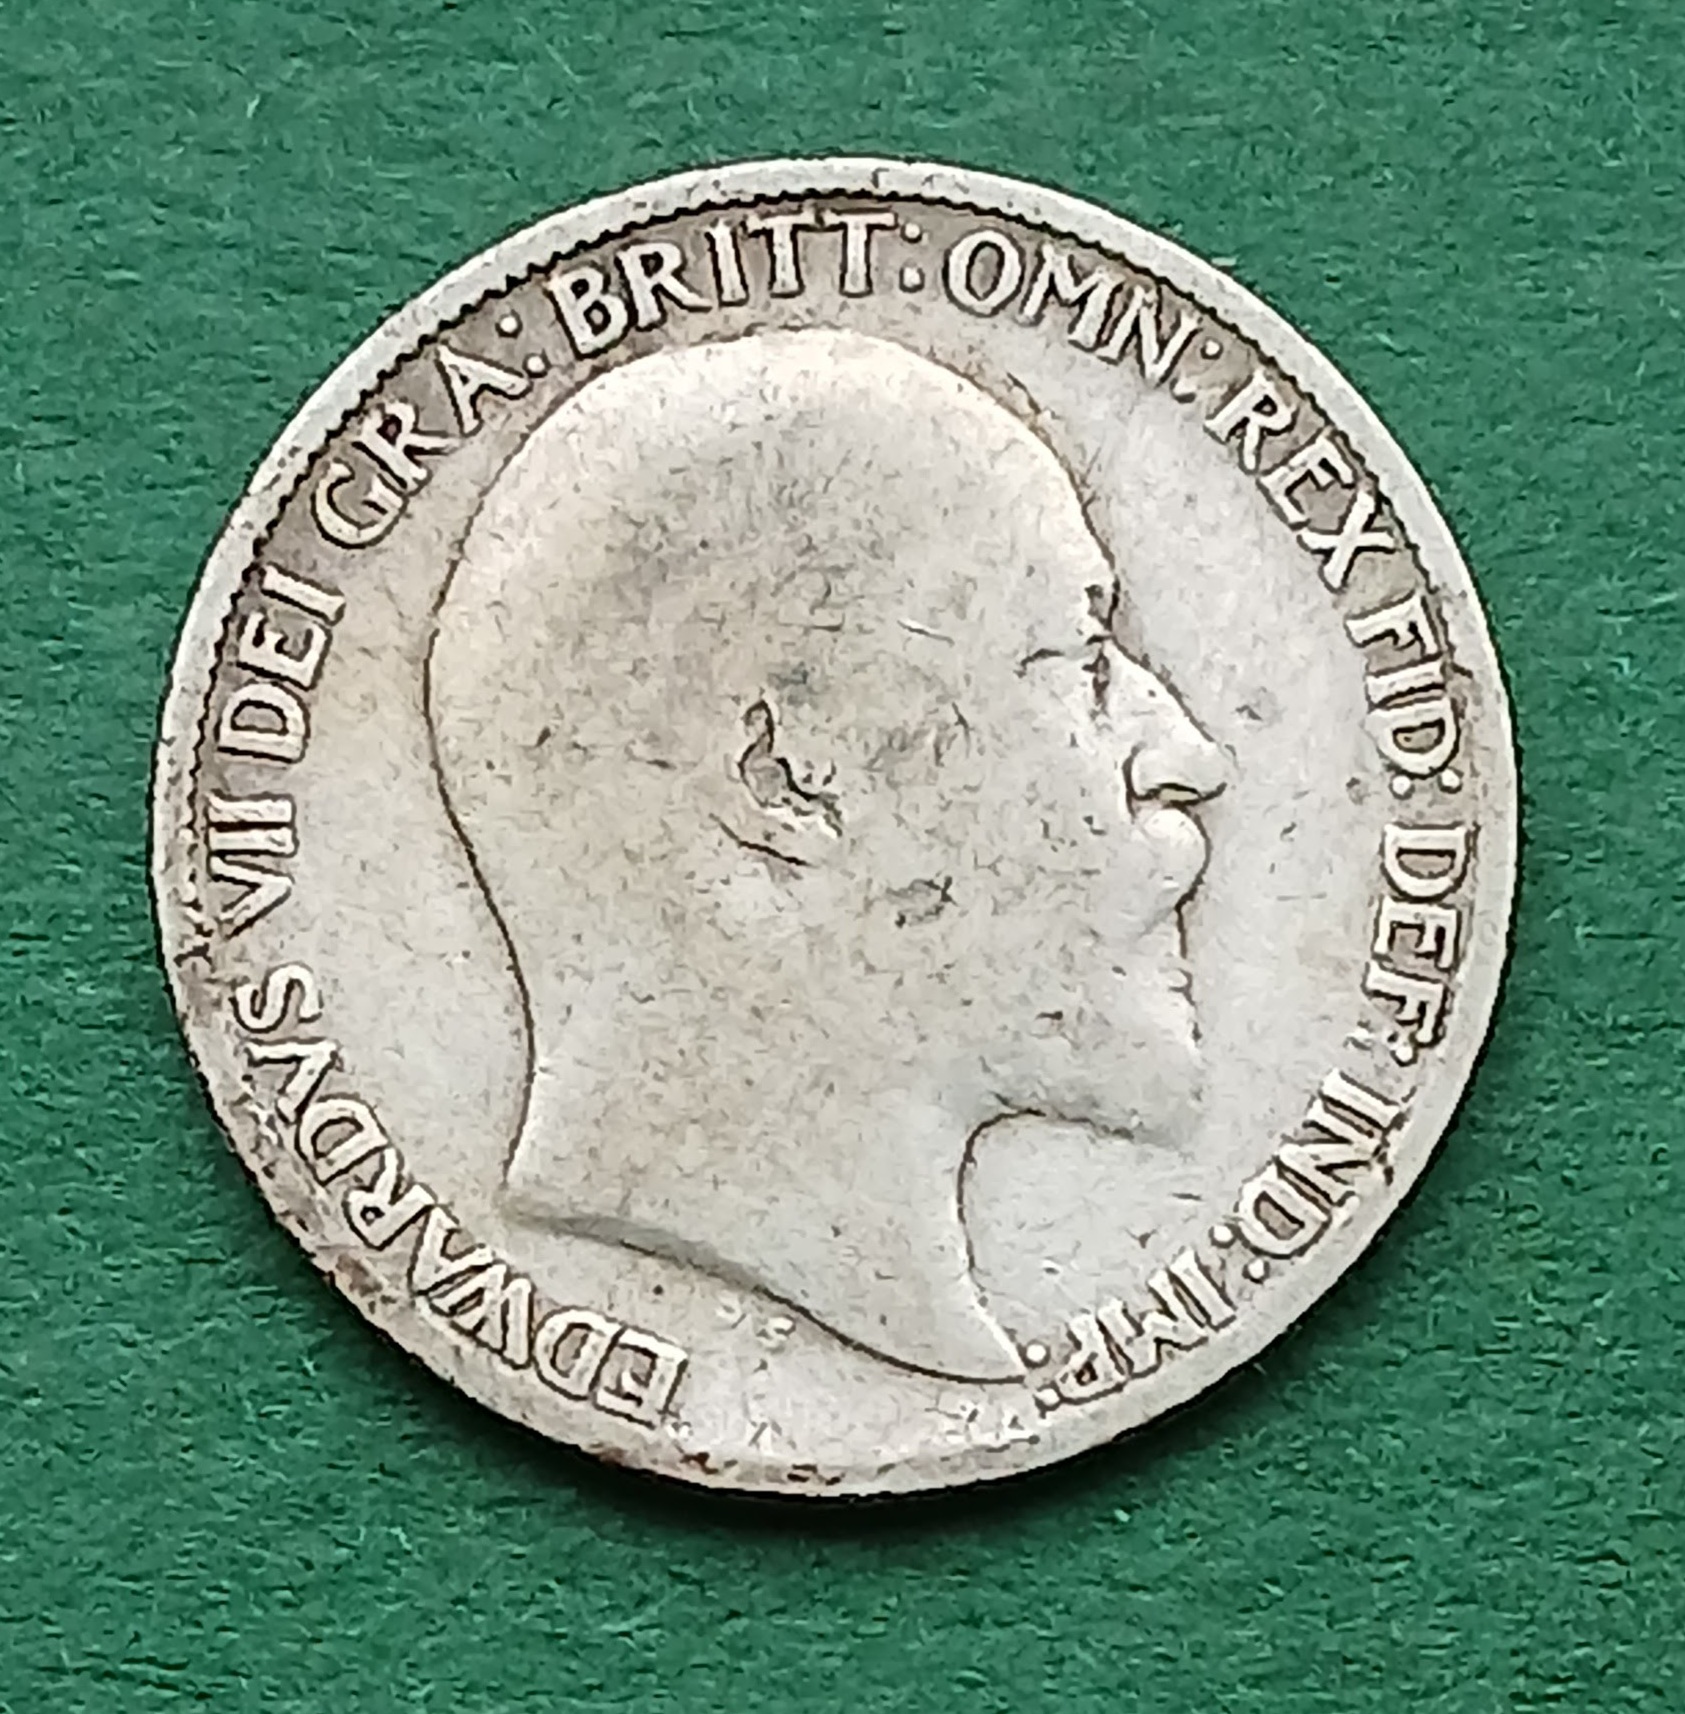 EDWARDVS VII DEI GRA: BRITT: OMN: REX FID: DEF: IND: IMP: